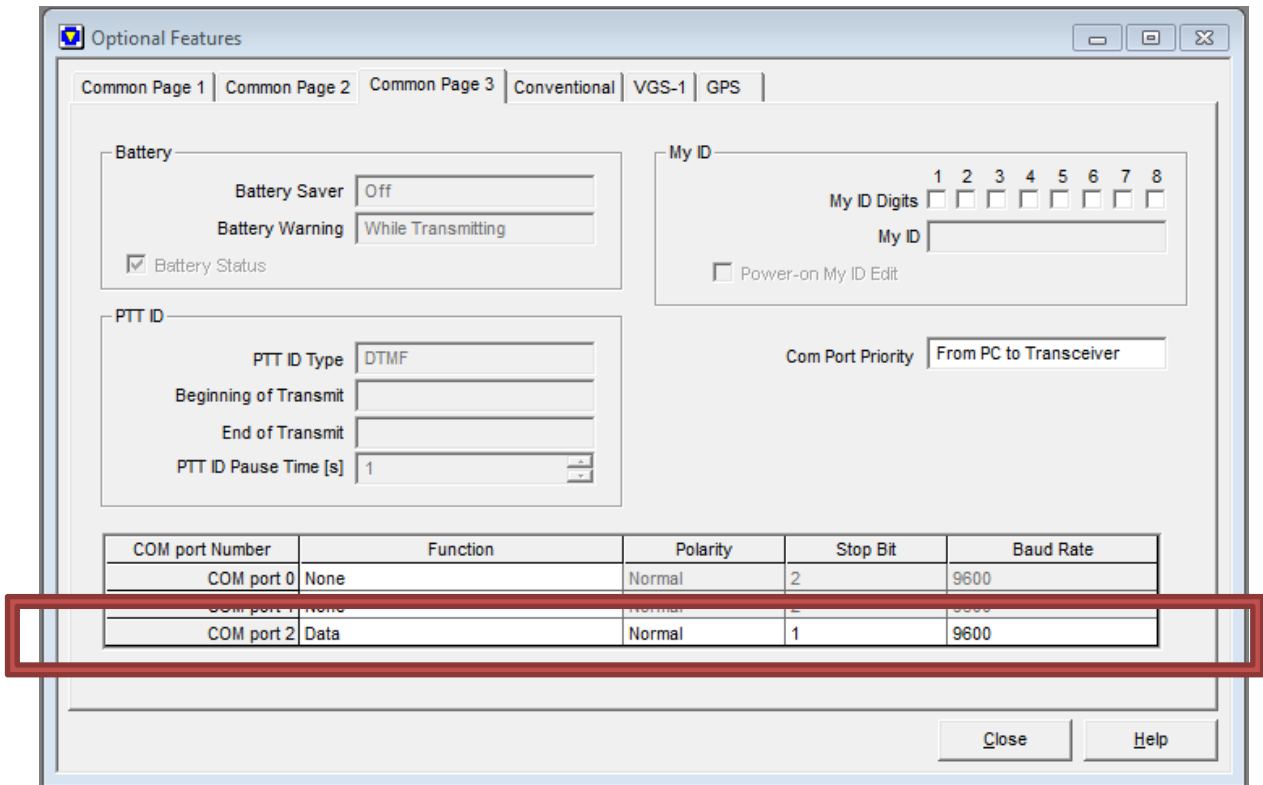 Optional Features
Common Page 1 Common Page 2 Common Page 3 Conventional VGS-1 GPS
Battery
Battery Saver Off
Battery Warning While Transmitting
Battery Status
My ID
1 2 3 4 5 6 7 8
My ID Digits
My ID
Power-on My ID Edit
PTT ID
PTT ID Type DTMF
Beginning of Transmit
End of Transmit
PTT ID Pause Time [s] 1
Com Port Priority From PC to Transceiver
COM port Number Function Polarity Stop Bit Baud Rate
COM port 0 None Normal 2 9600
COM port 2 Data Normal 1 9600
Close Help